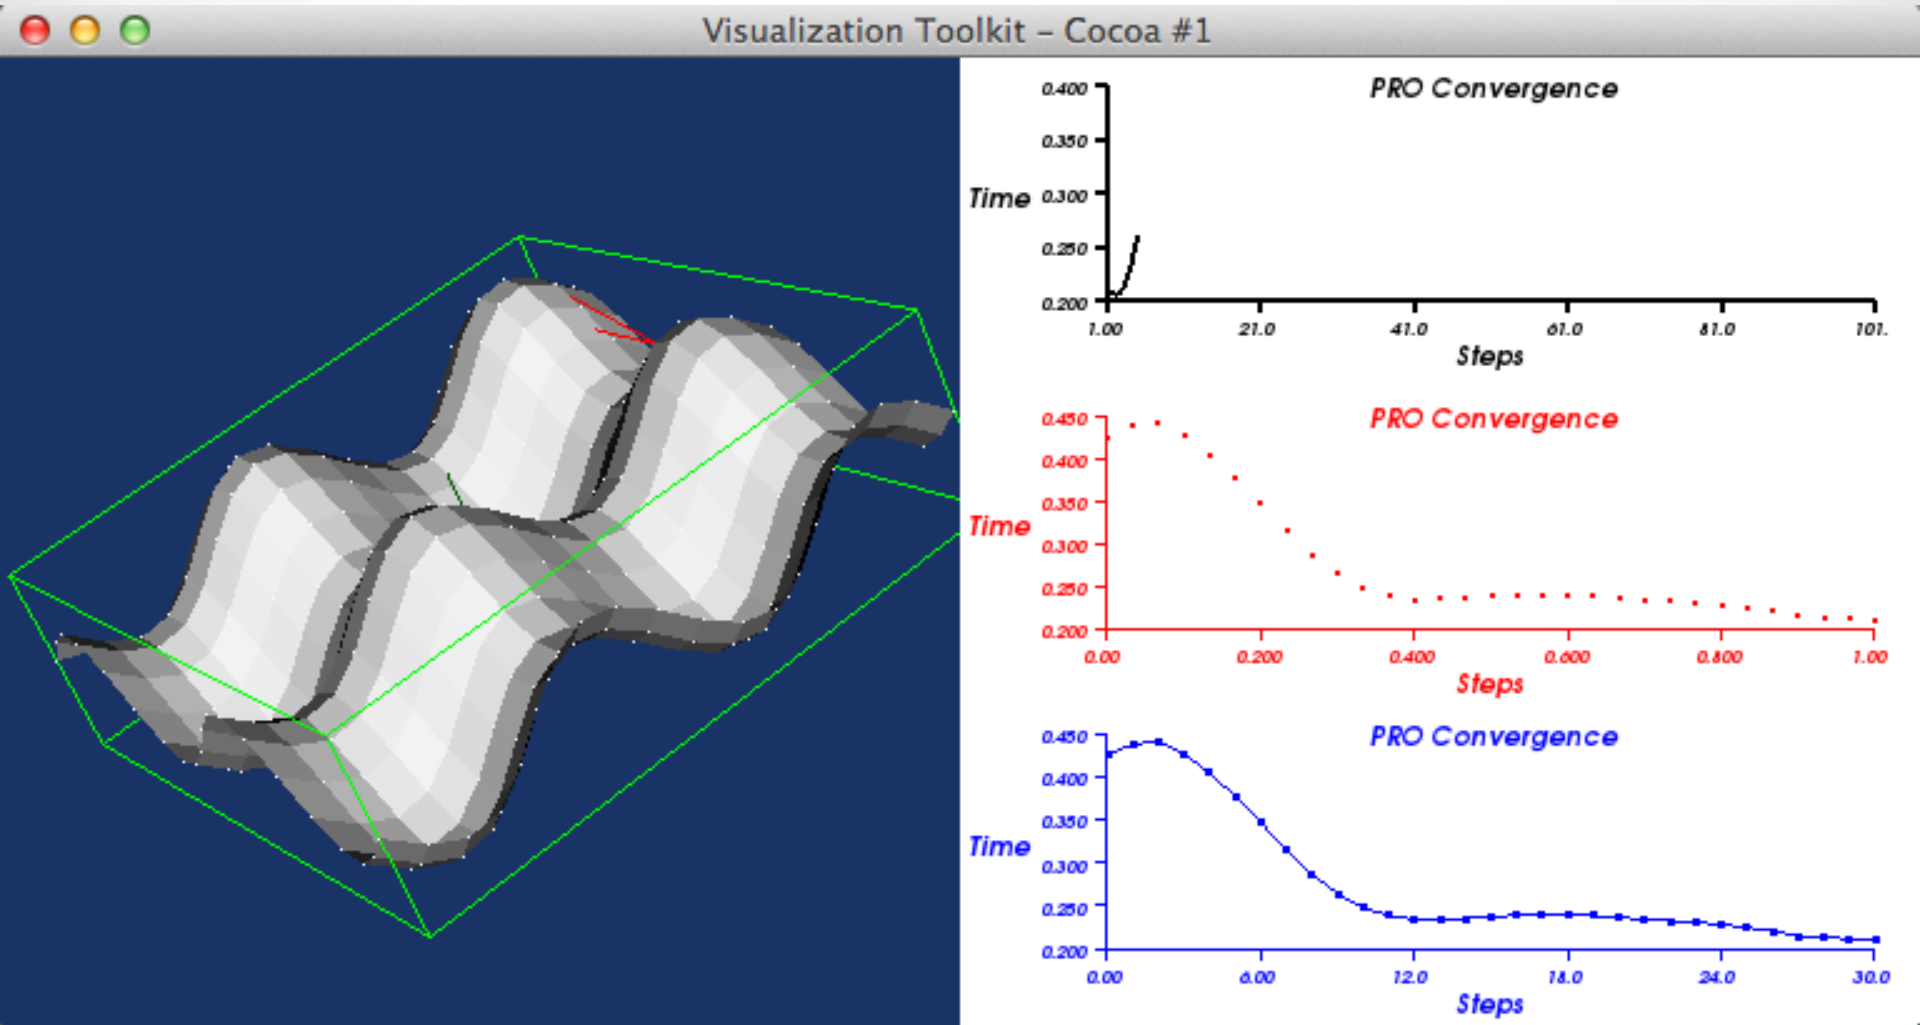 Visualization Toolkit – Cocoa #1
PRO Convergence
0.400
0.350
Time
0.300
0.250
0.200
1.00 21.0 41.0 61.0 81.0 101.
Steps
PRO Convergence
0.450
0.400
0.350
Time
0.300
0.250
0.200
0.00 0.200 0.400 0.600 0.800 1.00
Steps
PRO Convergence
0.450
0.400
0.350
Time
0.300
0.250
0.200
0.00 6.00 12.0 18.0 24.0 30.0
Steps